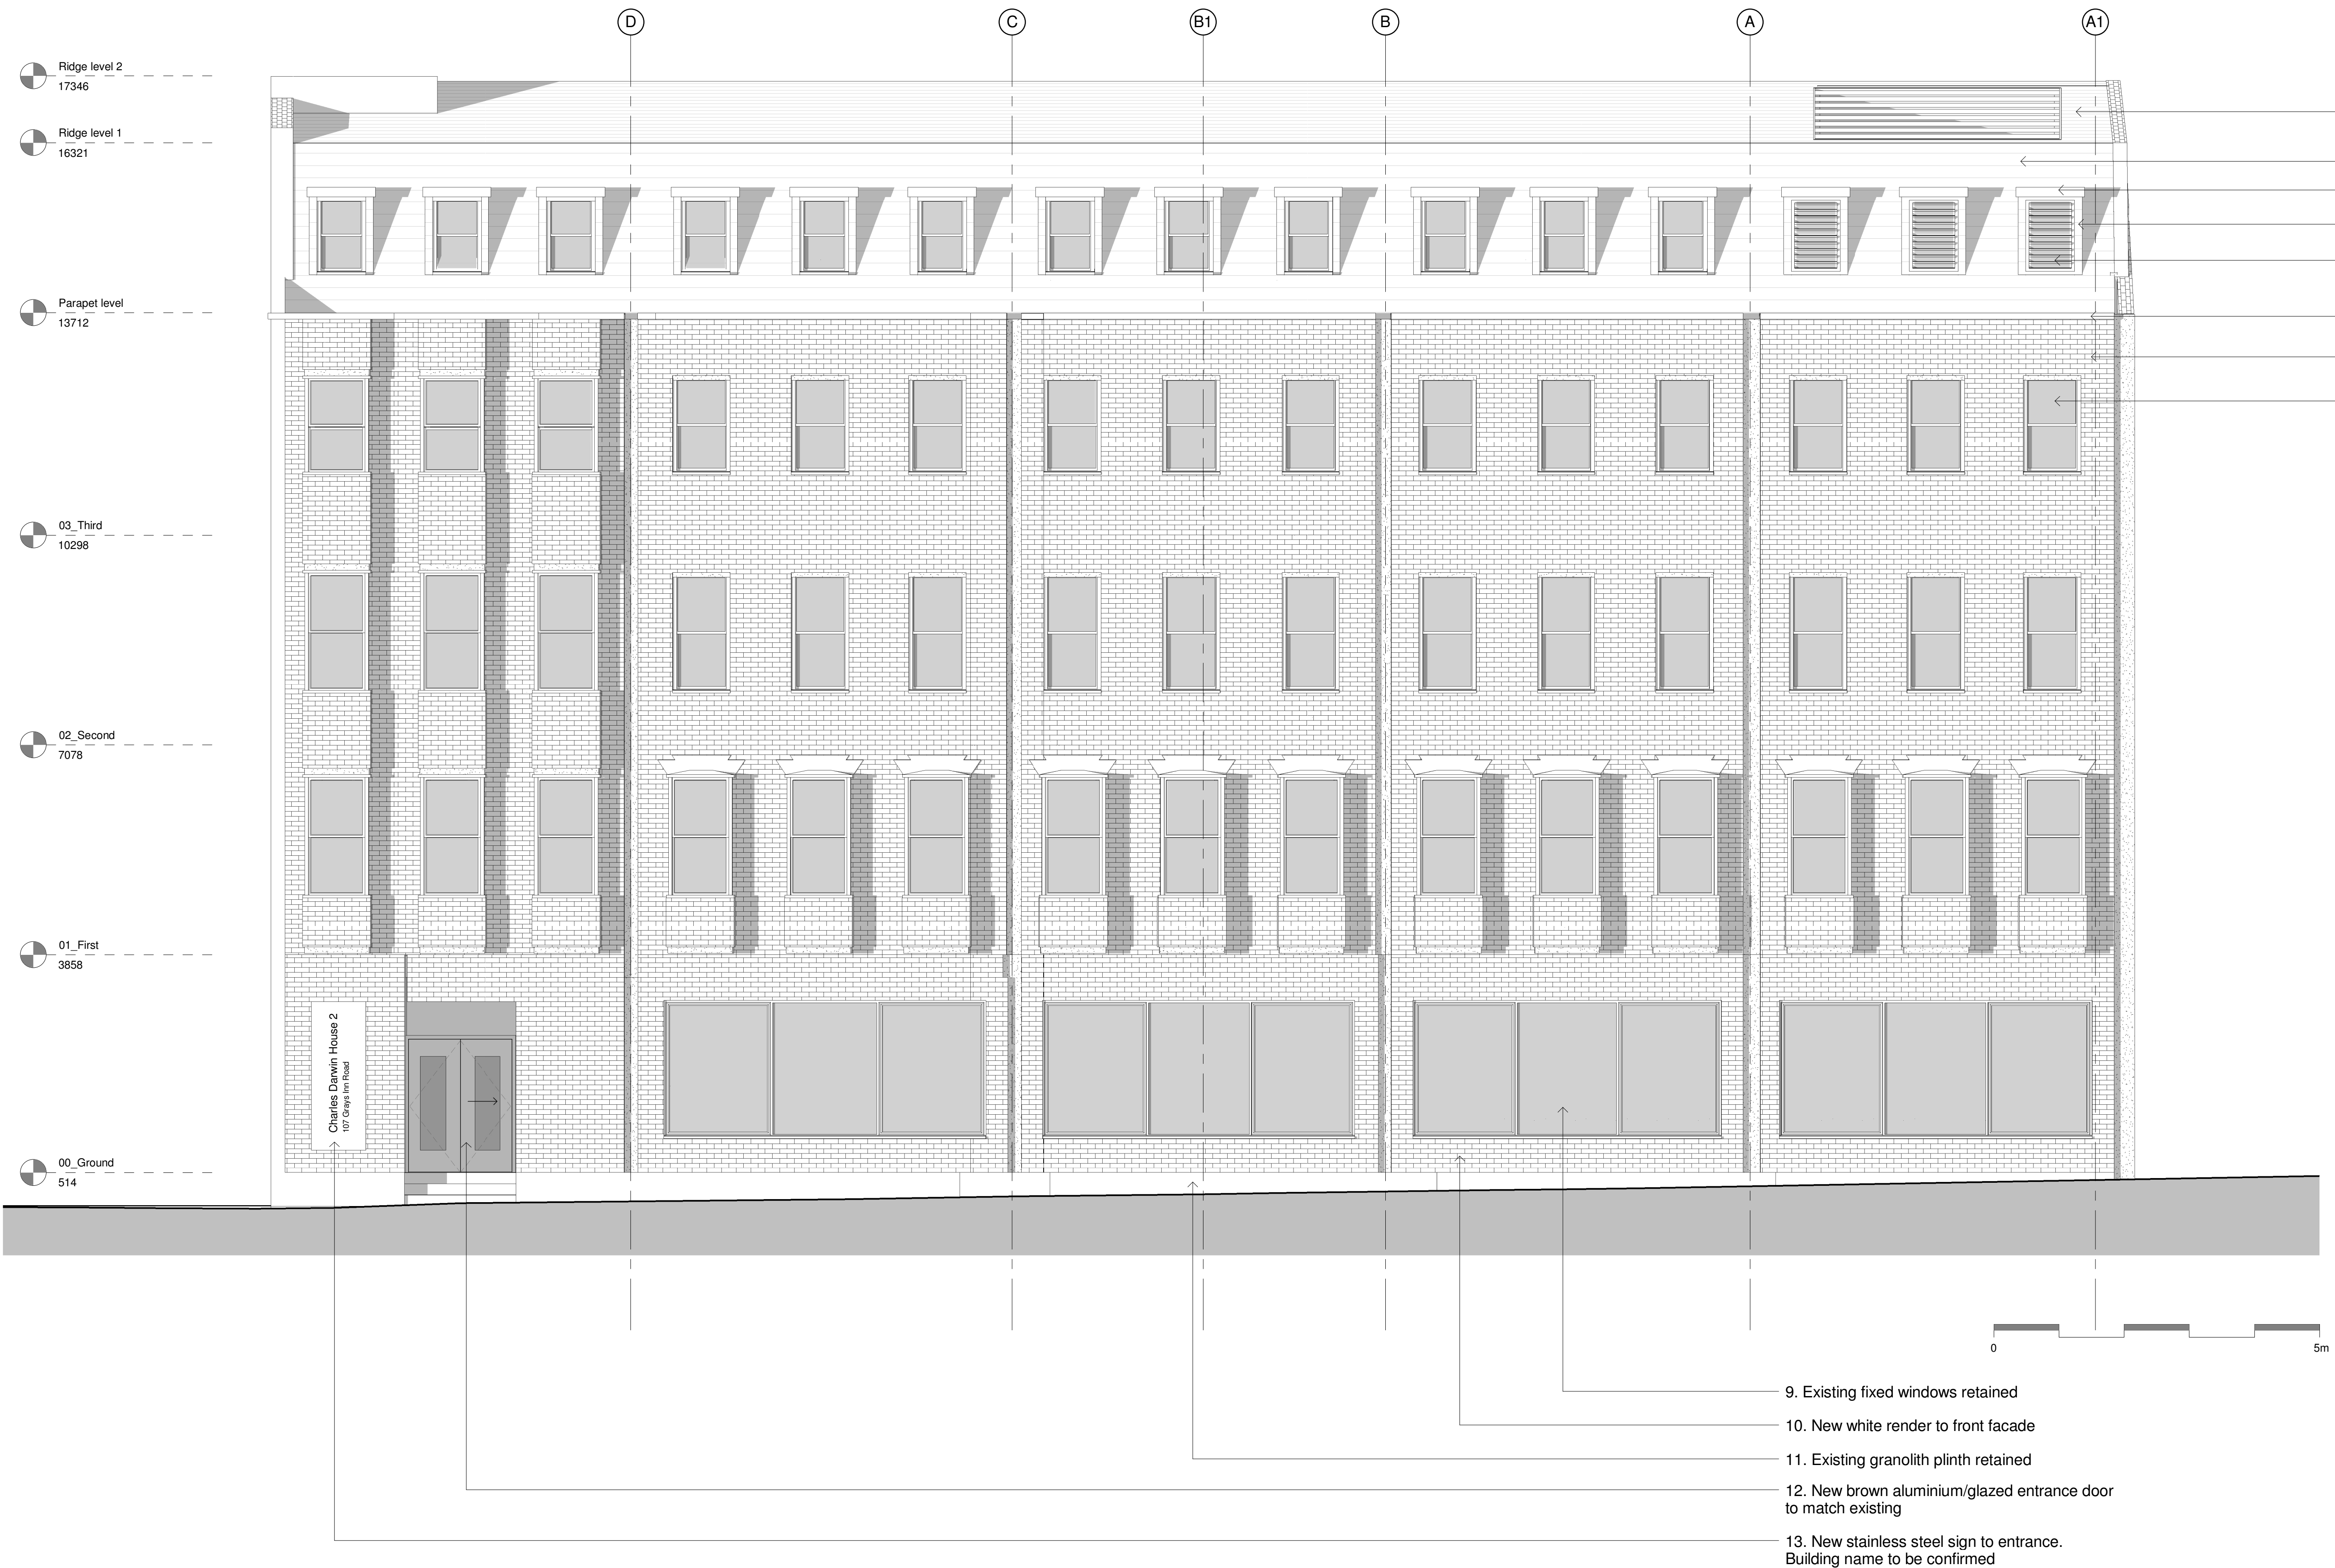 D
C
B1
B
A
A1
Ridge level 2
17346
Ridge level 1
16321
Parapet level
13712
03_Third
10298
02_Second
7078
01_First
3858
Charles Darwin House 2
107 Grays Inn Road
00_Ground
514
0
5m
9. Existing fixed windows retained
10. New white render to front facade
11. Existing granolith plinth retained
12. New brown aluminium/glazed entrance door
to match existing
13. New stainless steel sign to entrance.
Building name to be confirmed